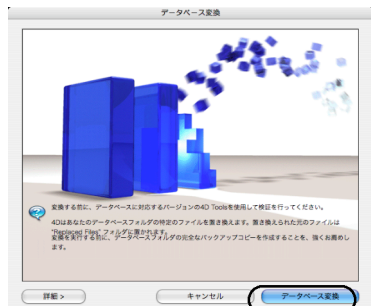 データベース変換
変換する前に、データベースに対応するバージョンの4D Toolsを使用して検証を行ってください。
4Dはあなたのデータベースフォルダの特定のファイルを書き換えます。置き換えられた元のファイルは
"Replaced Files" フォルダに置かれます。
変換を実行する前に、データベースフォルダの完全なバックアップコピーを作成することを、強くお薦めし
ます。
詳細 >
キャンセル
データベース変換